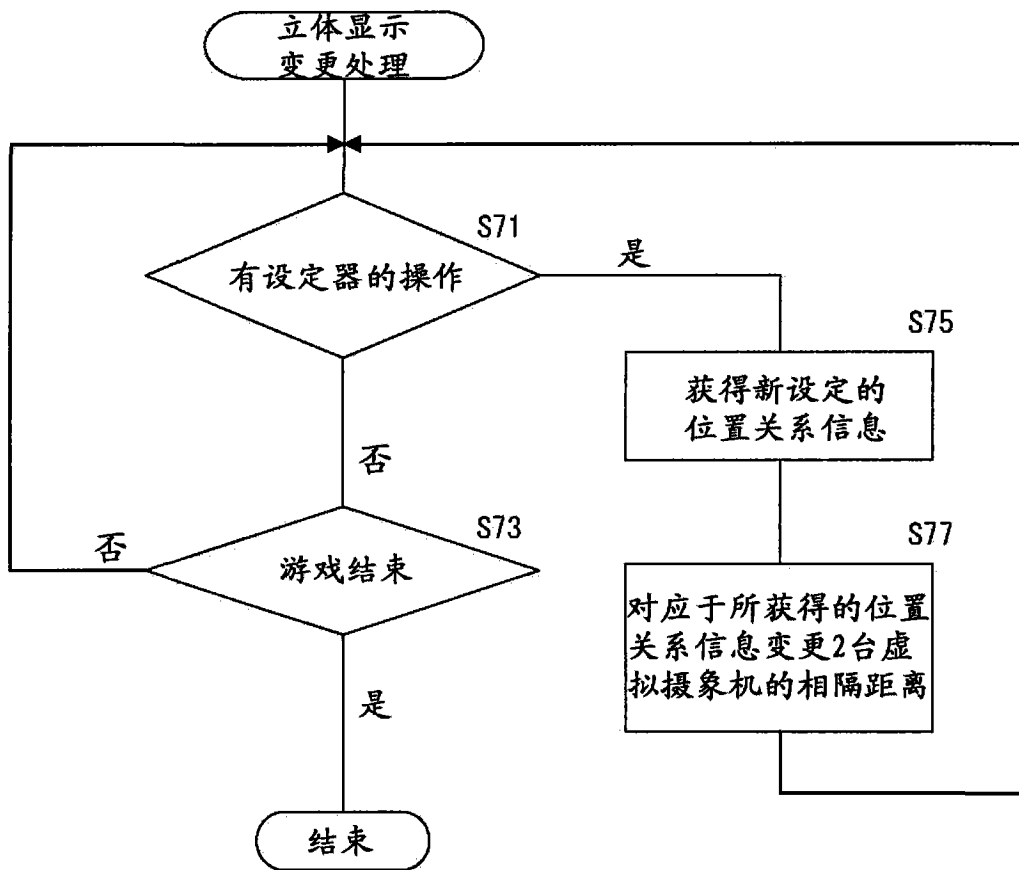 立体显示
变更处理
S71
有设定器的操作
是
S75
获得新设定的
位置关系信息
否
S73
否
游戏结束
S77
对应于所获得的位置
关系信息变更2台虚
拟摄象机的相隔距离
是
结束